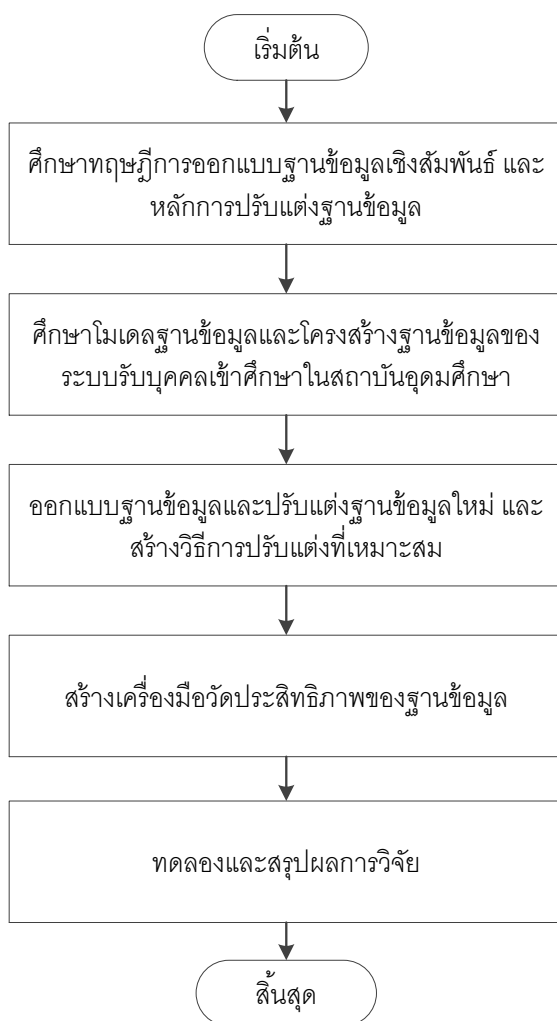 เริ่มต้น
ศึกษาทฤษฎีการออกแบบฐานข้อมูลเชิงสัมพันธ์ และ
หลักการปรับแต่งฐานข้อมูล
ศึกษาโมเดลฐานข้อมูลและโครงสร้างฐานข้อมูลของ
ระบบรับบุคคลเข้าศึกษาในสถาบันอุดมศึกษา
ออกแบบฐานข้อมูลและปรับแต่งฐานข้อมูลใหม่ และ
สร้างวิธีการปรับแต่งที่เหมาะสม
สร้างเครื่องมือวัดประสิทธิภาพของฐานข้อมูล
ทดลองและสรุปผลการวิจัย
สิ้นสุด